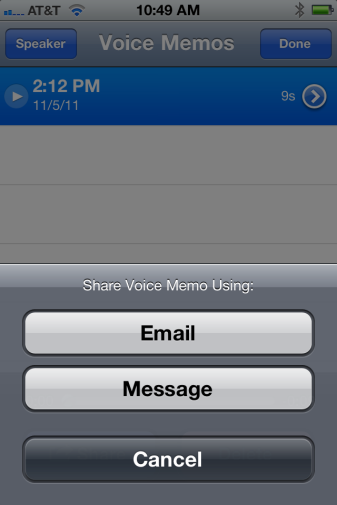 AT&T 10:49 AM
Speaker Voice Memos Done
2:12 PM
11/5/11 9s
Share Voice Memo Using:
Email
Message
Cancel